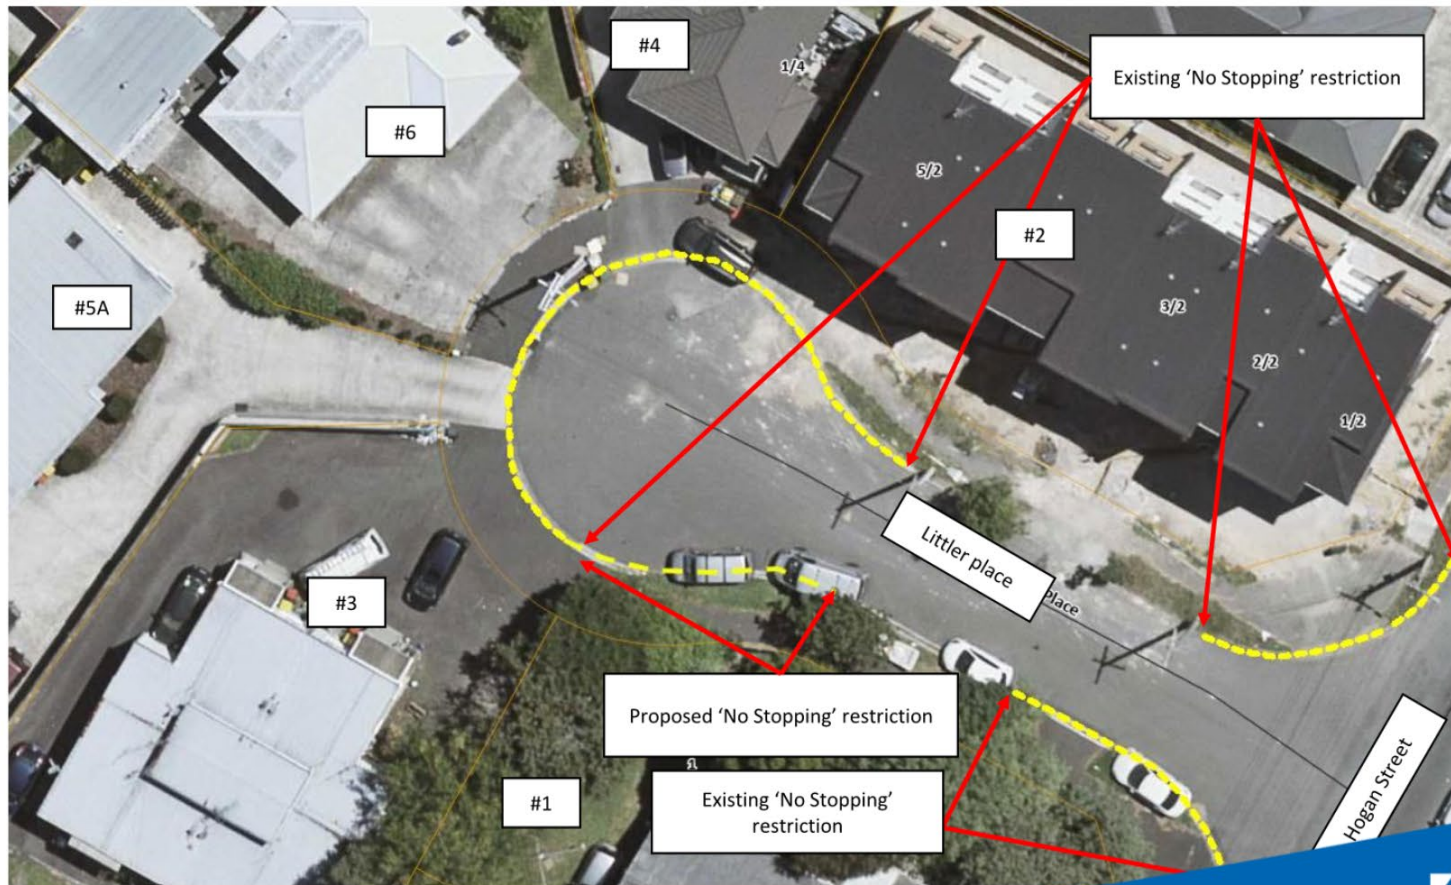 #4
1/4
Existing ‘No Stopping’ restriction
#6
5/2
#2
#5A
3/2
2/2
1/2
Littler place
Place
#3
Proposed ‘No Stopping’ restriction
1
#1
Existing ‘No Stopping’
restriction
Hogan Street